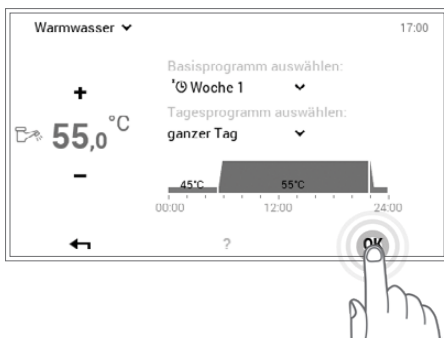 Warmwasser
17:00
Basisprogramm auswählen:
Woche 1
Tagesprogramm auswählen:
ganzer Tag
+
55,0 °C
−
45°C
55°C
00:00
12:00
24:00
?
OK